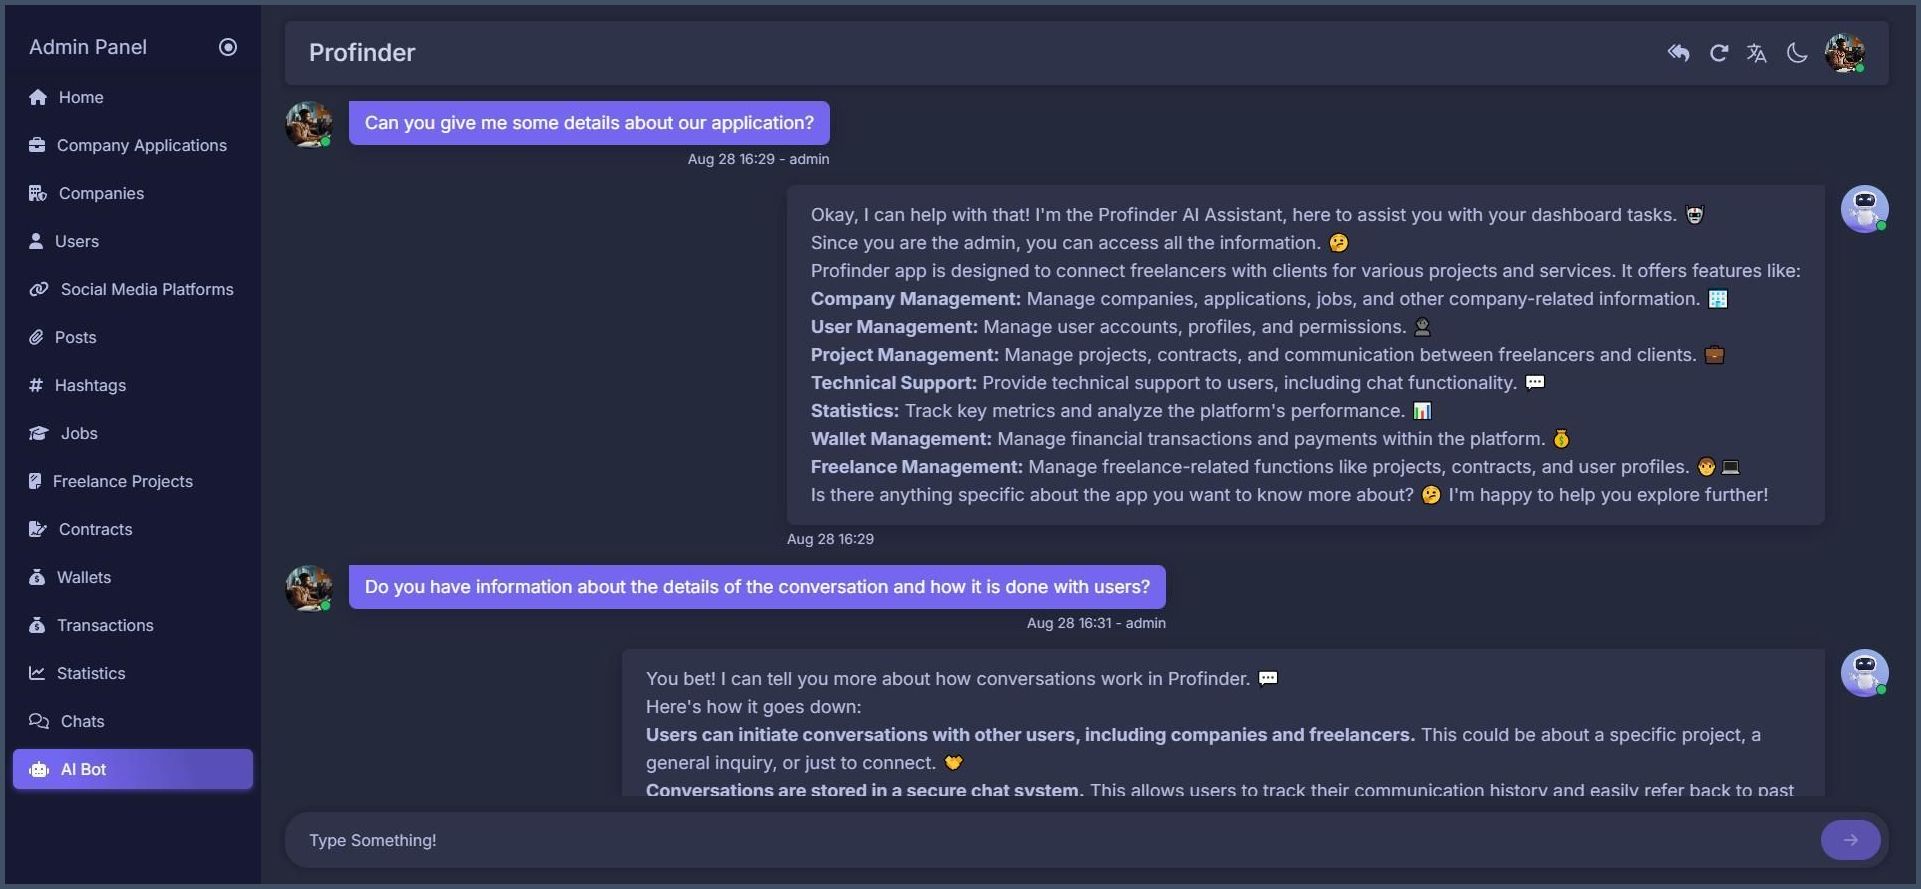 Admin Panel
Home
Company Applications
Companies
Users
Social Media Platforms
Posts
Hashtags
Jobs
Freelance Projects
Contracts
Wallets
Transactions
Statistics
Chats
AI Bot
Profinder
Can you give me some details about our application?
Aug 28 16:29 - admin
Okay, I can help with that! I'm the Profinder AI Assistant, here to assist you with your dashboard tasks. 🤖
Since you are the admin, you can access all the information. 🤔
Profinder app is designed to connect freelancers with clients for various projects and services. It offers features like:
Company Management: Manage companies, applications, jobs, and other company-related information. 🏢
User Management: Manage user accounts, profiles, and permissions. 👤
Project Management: Manage projects, contracts, and communication between freelancers and clients. 💼
Technical Support: Provide technical support to users, including chat functionality. 💬
Statistics: Track key metrics and analyze the platform's performance. 📊
Wallet Management: Manage financial transactions and payments within the platform. 💰
Freelance Management: Manage freelance-related functions like projects, contracts, and user profiles. 🧑💻
Is there anything specific about the app you want to know more about? 🤔 I'm happy to help you explore further!
Aug 28 16:29
Do you have information about the details of the conversation and how it is done with users?
Aug 28 16:31 - admin
You bet! I can tell you more about how conversations work in Profinder. 💬
Here's how it goes down:
Users can initiate conversations with other users, including companies and freelancers. This could be about a specific project, a
general inquiry, or just to connect. 🤝
Conversations are stored in a secure chat system. This allows users to track their communication history and easily refer back to past
Type Something!